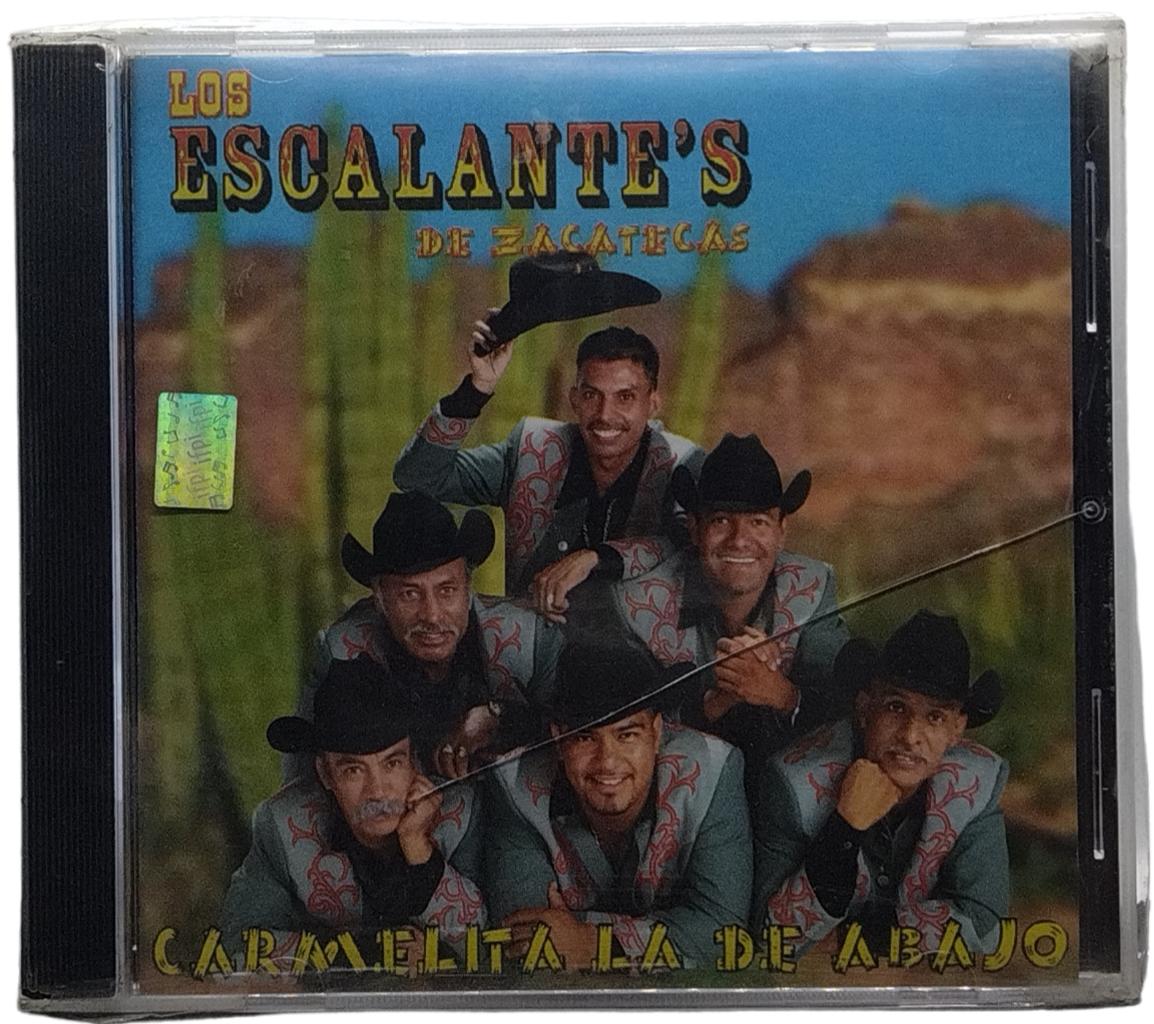 LOS
ESCALANTE'S
DE ZACATECAS
CARMELITA LA DE ABAJO